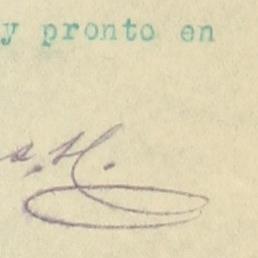 y pronto en
s. H.